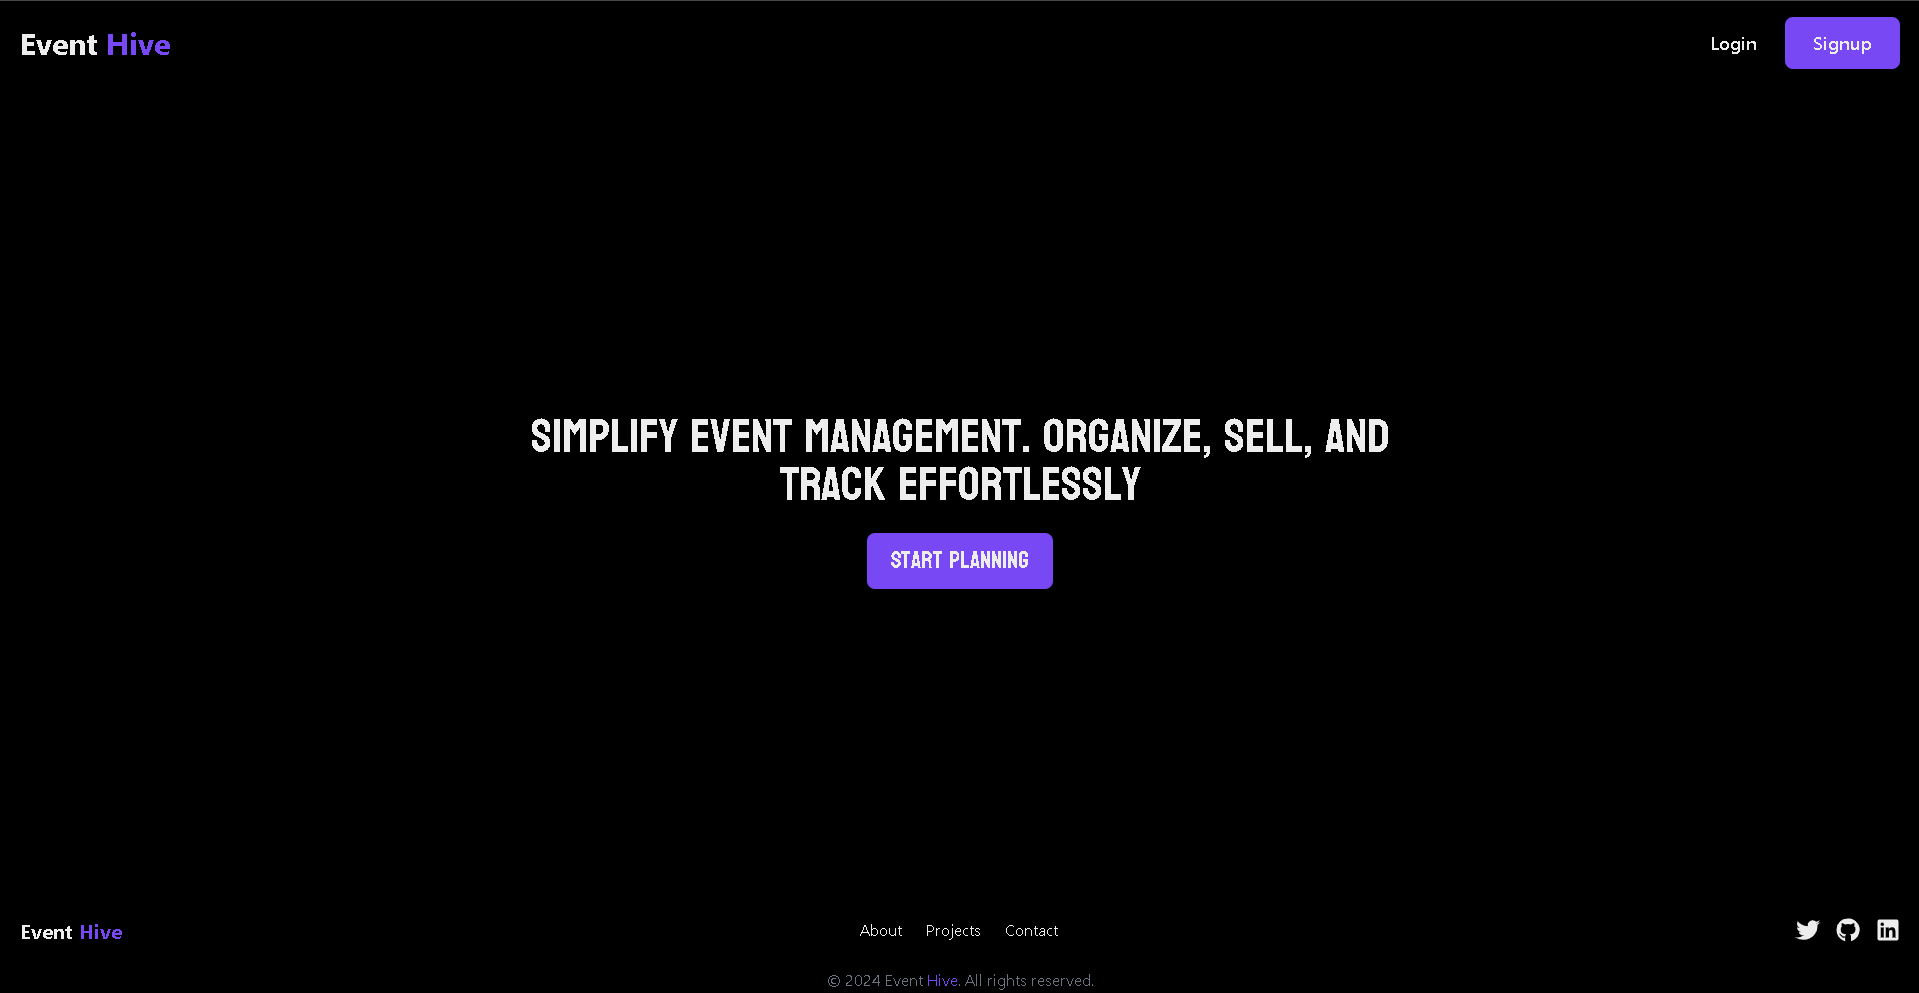 Event Hive
Login
Signup
SIMPLIFY EVENT MANAGEMENT. ORGANIZE, SELL, AND
TRACK EFFORTLESSLY
START PLANNING
Event Hive
About
Projects
Contact
in
© 2024 Event Hive. All rights reserved.